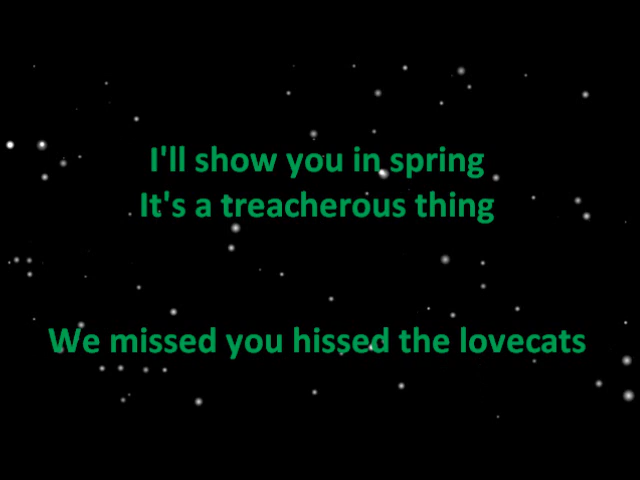 I'll show you in spring
It's a treacherous thing
We missed you hissed the lovecats